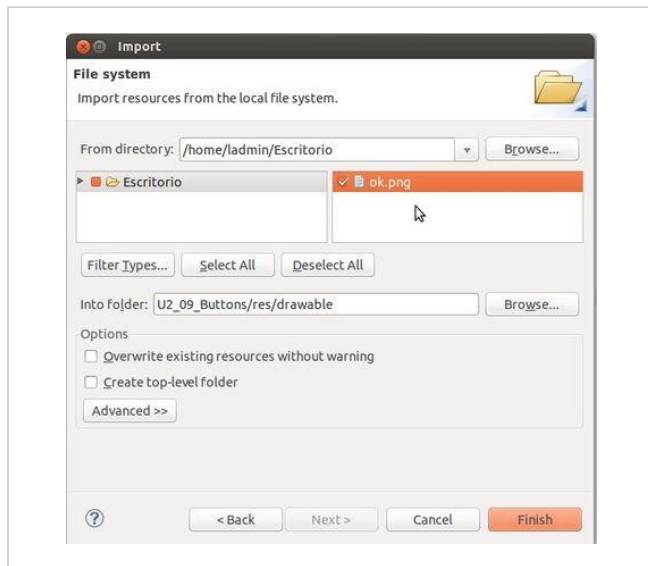 Import
File system
Import resources from the local file system.
From directory: /home/ladmin/Escritorio Browse...
Escritorio ok.png
Filter Types... Select All Deselect All
Into folder: U2_09_Buttons/res/drawable Browse...
Options
Overwrite existing resources without warning
Create top-level folder
Advanced >>
? < Back Next > Cancel Finish